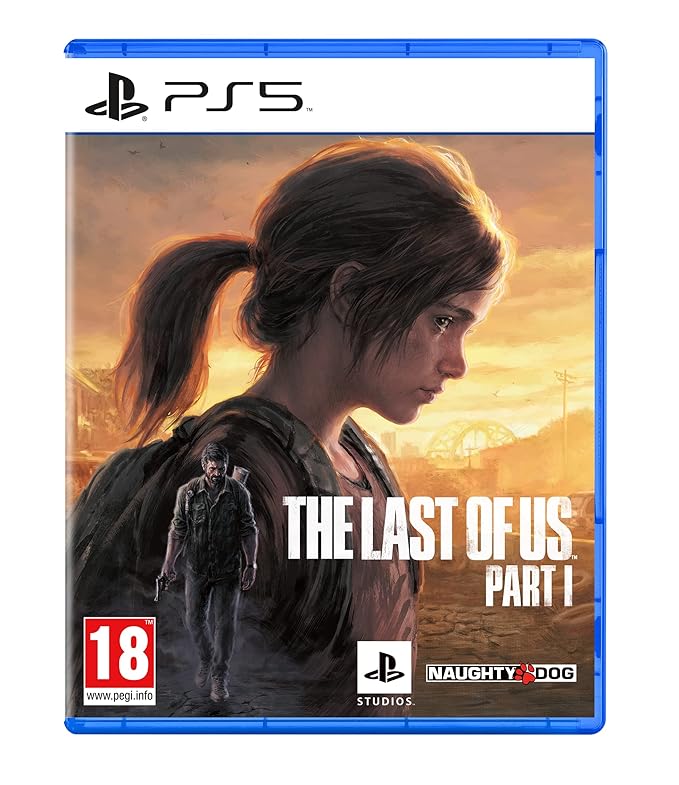 PS5
THE LAST OF US
PART I
18
www.pegi.info
STUDIOS
NAUGHTY DOG